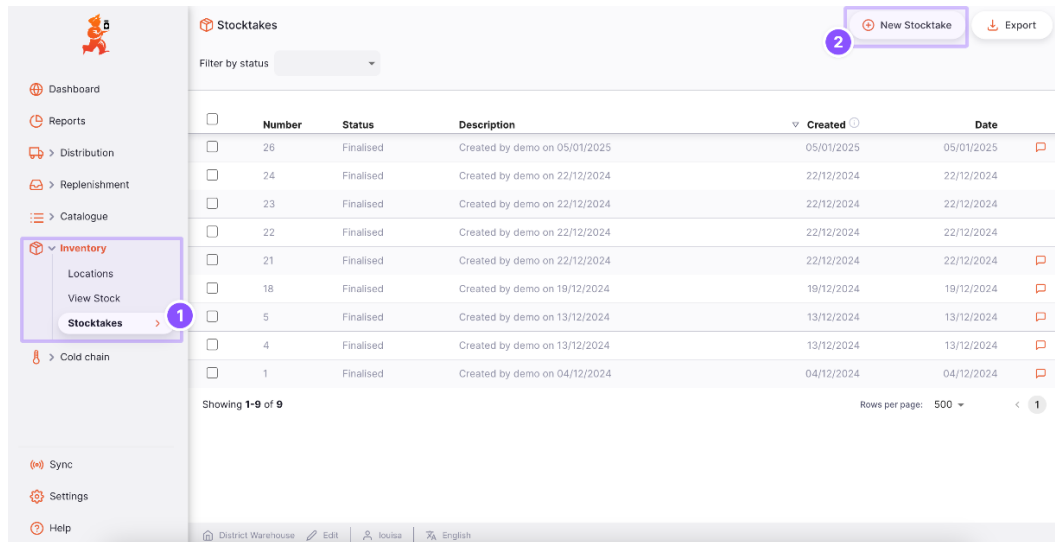 Stocktakes
New Stocktake
Export
2
Filter by status
Dashboard
Reports
Distribution
Replenishment
Catalogue
Inventory
Locations
View Stock
Stocktakes
1
Cold chain
Sync
Settings
Help
Number Status Description Created Date
26 Finalised Created by demo on 05/01/2025 05/01/2025 05/01/2025
24 Finalised Created by demo on 22/12/2024 22/12/2024 22/12/2024
23 Finalised Created by demo on 22/12/2024 22/12/2024 22/12/2024
22 Finalised Created by demo on 22/12/2024 22/12/2024 22/12/2024
21 Finalised Created by demo on 22/12/2024 22/12/2024 22/12/2024
18 Finalised Created by demo on 19/12/2024 19/12/2024 19/12/2024
5 Finalised Created by demo on 13/12/2024 13/12/2024 13/12/2024
4 Finalised Created by demo on 13/12/2024 13/12/2024 13/12/2024
1 Finalised Created by demo on 04/12/2024 04/12/2024 04/12/2024
Showing 1-9 of 9
Rows per page: 500
1
District Warehouse Edit louisa English